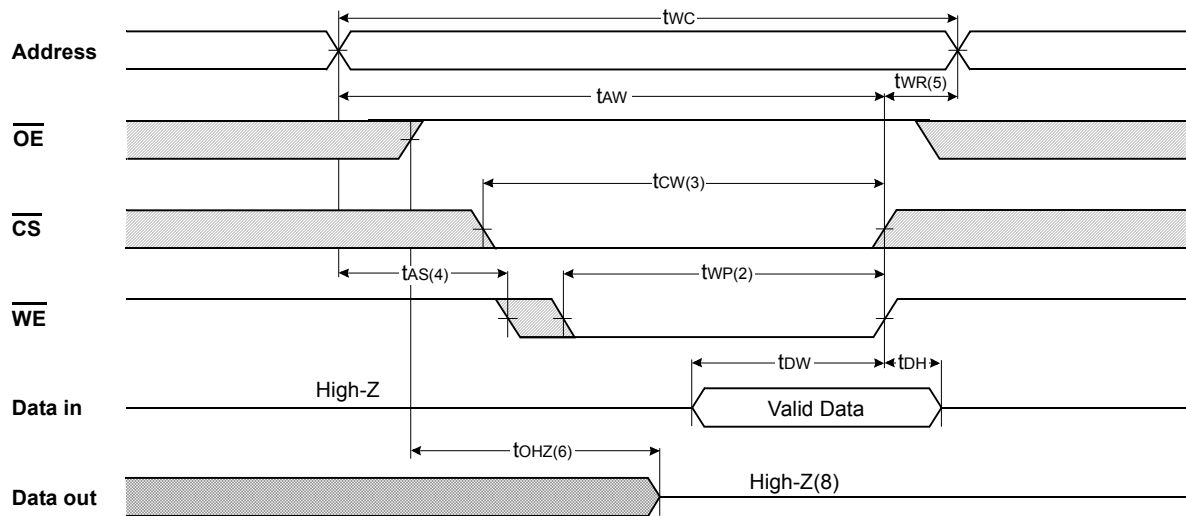 tWC
Address
tWR(5)
tAW
OE
tCW(3)
CS
tAS(4)
tWP(2)
WE
tDW
tDH
High-Z
Data in
Valid Data
tOHZ(6)
High-Z(8)
Data out